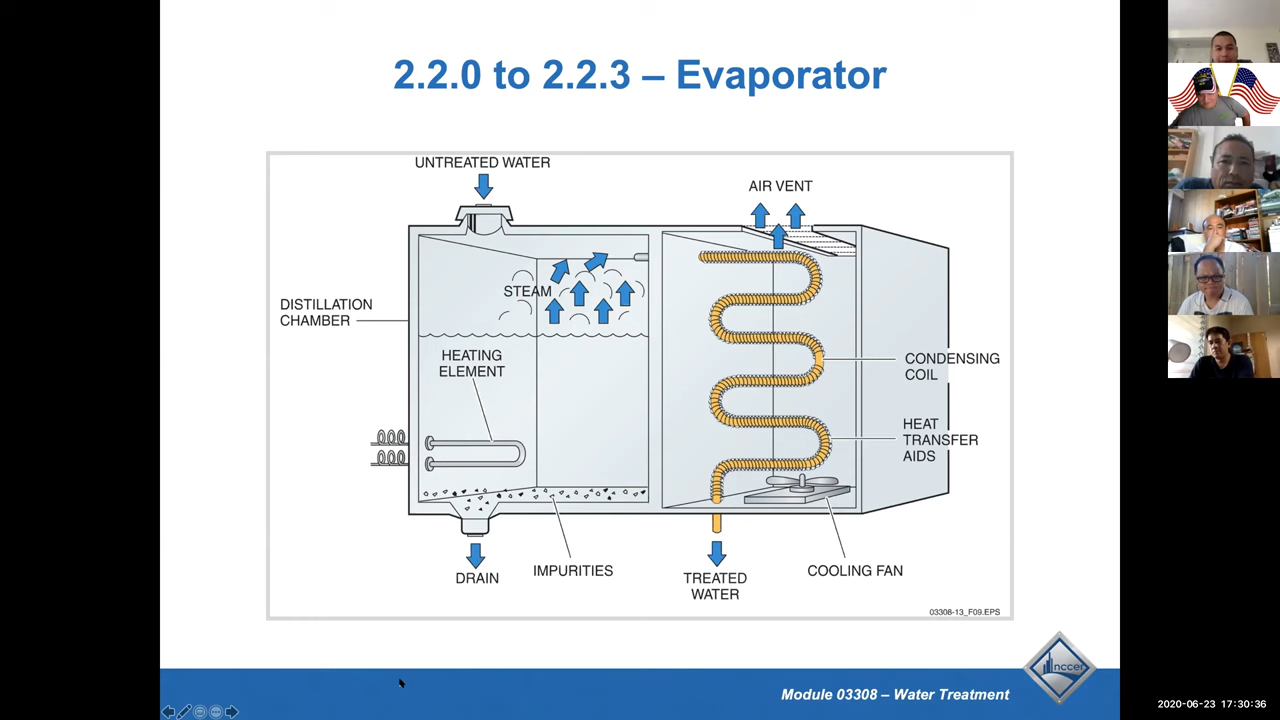 2.2.0 to 2.2.3 – Evaporator
UNTREATED WATER
AIR VENT
STEAM
DISTILLATION
CHAMBER
HEATING
ELEMENT
CONDENSING
COIL
HEAT
TRANSFER
AIDS
DRAIN
IMPURITIES
TREATED
WATER
COOLING FAN
03308-13_F09.EPS
nccer
Module 03308 – Water Treatment
2020-06-23 17:30:36